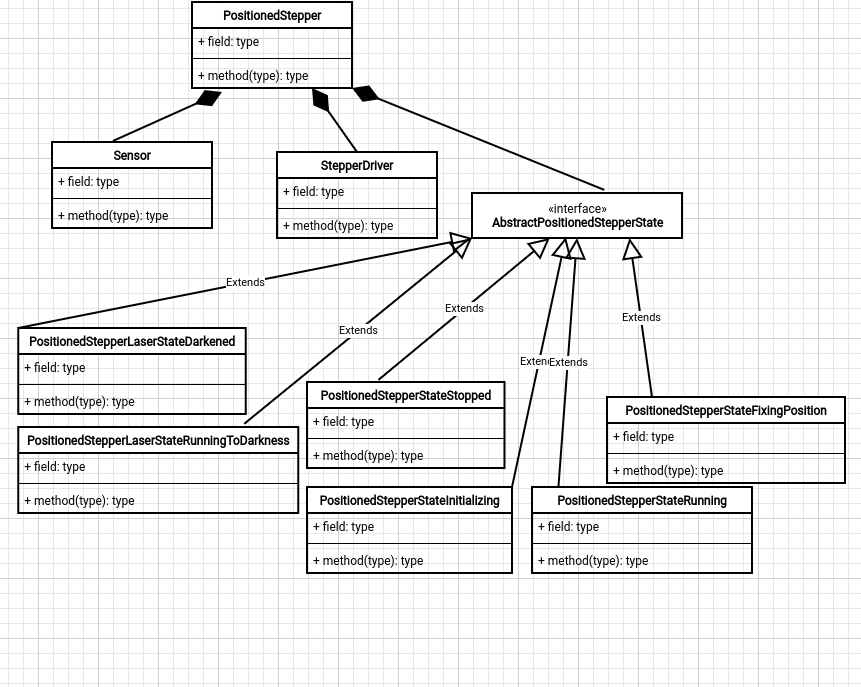 PositionedStepper
+ field: type
+ method(type): type
Sensor
+ field: type
+ method(type): type
StepperDriver
+ field: type
+ method(type): type
«interface»
AbstractPositionedStepperState
Extends
Extends
Extends
Extends
Extends
Extends
PositionedStepperLaserStateDarkened
+ field: type
+ method(type): type
PositionedStepperLaserStateRunningToDarkness
+ field: type
+ method(type): type
PositionedStepperStateStopped
+ field: type
+ method(type): type
PositionedStepperStateFixingPosition
+ field: type
+ method(type): type
PositionedStepperStateInitializing
+ field: type
+ method(type): type
PositionedStepperStateRunning
+ field: type
+ method(type): type